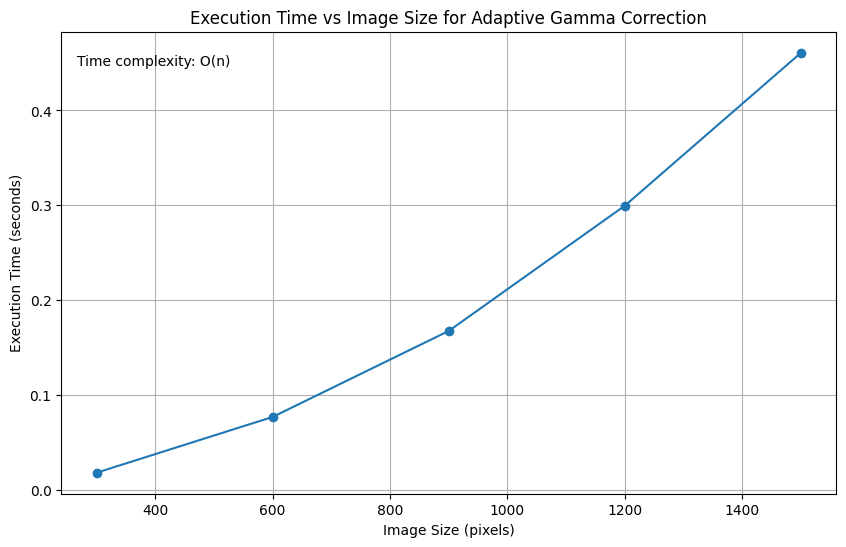 Execution Time vs Image Size for Adaptive Gamma Correction
Time complexity: O(n)
Execution Time (seconds)
0.4
0.3
0.2
0.1
0.0
400 600 800 1000 1200 1400
Image Size (pixels)